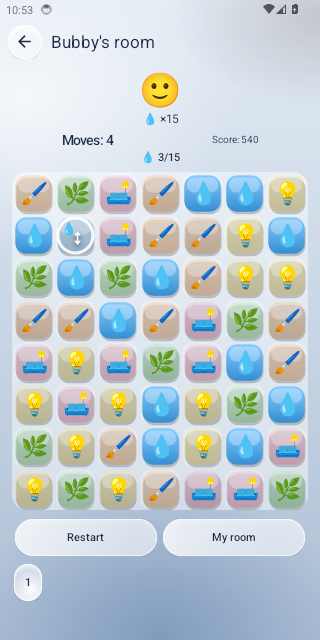 10:53
Bubby's room
×15
Moves: 4
Score: 540
3/15
Restart
My room
1